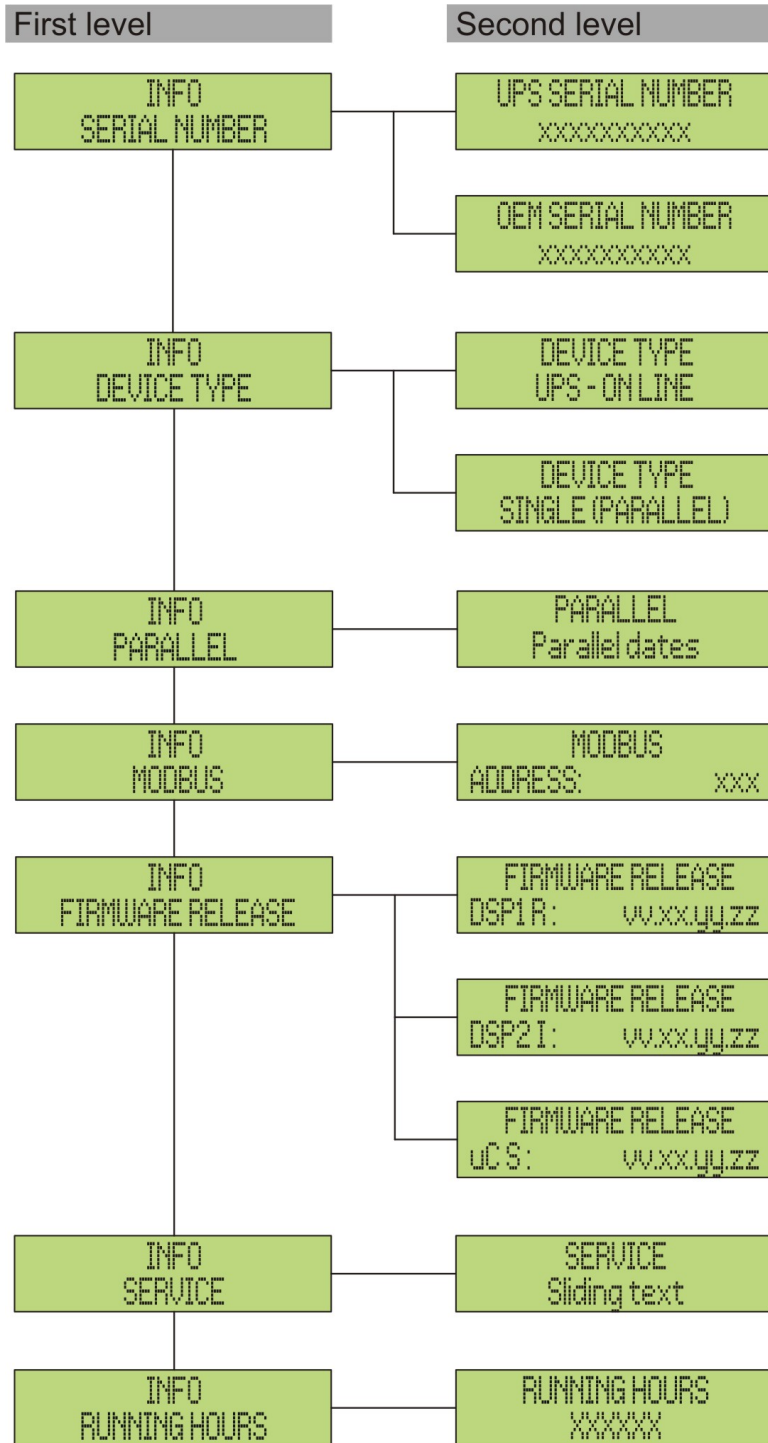 First level
Second level
INFO
SERIAL NUMBER
UPS SERIAL NUMBER
XXXXXXXXXX
OEM SERIAL NUMBER
XXXXXXXXXX
INFO
DEVICE TYPE
DEVICE TYPE
UPS - ON LINE
DEVICE TYPE
SINGLE (PARALLEL)
INFO
PARALLEL
PARALLEL
Parallel dates
INFO
MODBUS
MODBUS
ADDRESS: xxx
INFO
FIRMWARE RELEASE
FIRMWARE RELEASE
DSP1 R: vv.xx.yy.zz
FIRMWARE RELEASE
DSP2 I: vv.xx.yy.zz
FIRMWARE RELEASE
uC S: vv.xx.yy.zz
INFO
SERVICE
SERVICE
Sliding text
INFO
RUNNING HOURS
RUNNING HOURS
XXXXXX